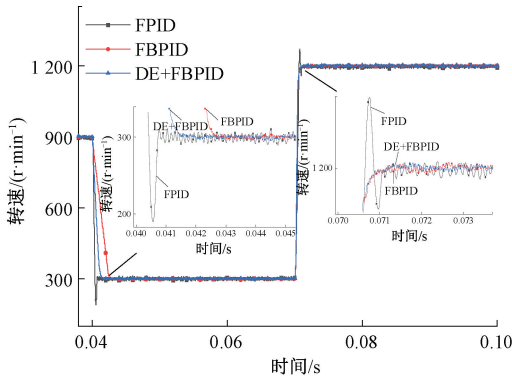 FPID
FBPID
DE+FBPID
转速/(r·min⁻¹)
1 200
900
600
300
0.04
0.06
0.08
0.10
时间/s
转速/(r·min⁻¹)
300
200
DE+FBPID
FBPID
FPID
0.040
0.041
0.042
0.043
0.044
0.045
时间/s
转速/(r·min⁻¹)
1 200
FPID
DE+FBPID
FBPID
0.070
0.071
0.072
0.073
时间/s